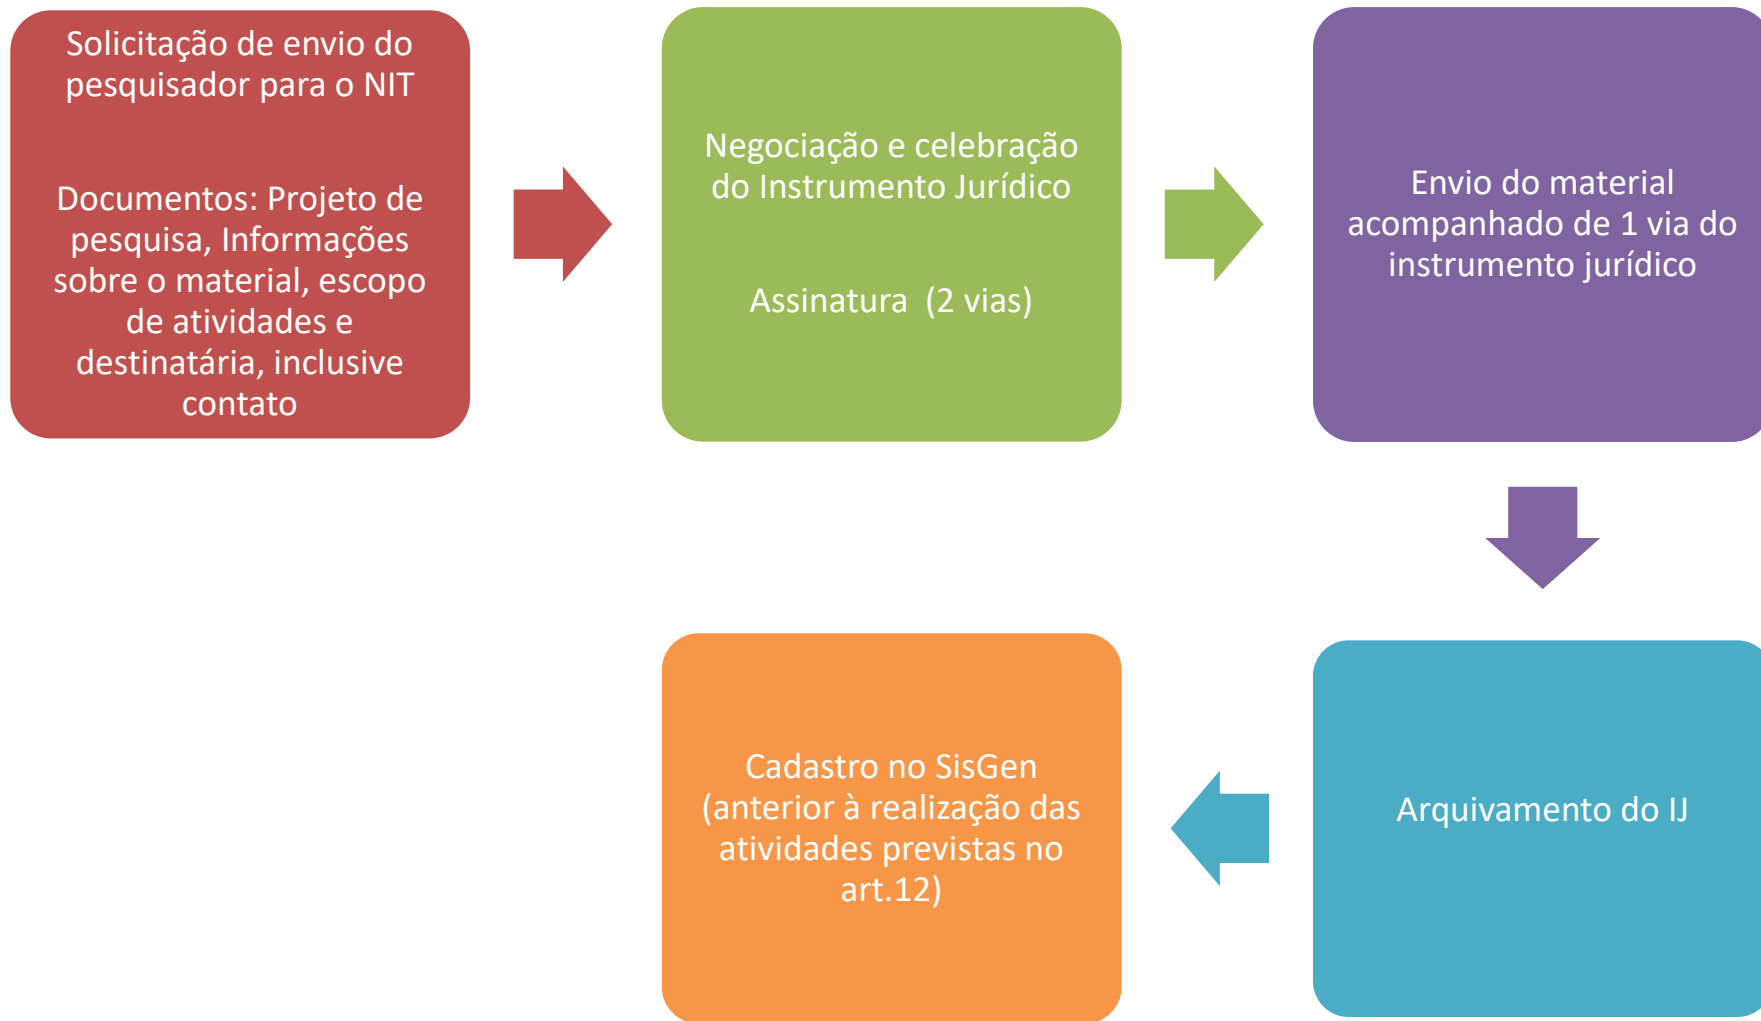 Solicitação de envio do
pesquisador para o NIT
Documentos: Projeto de
pesquisa, Informações
sobre o material, escopo
de atividades e
destinatária, inclusive
contato
Negociação e celebração
do Instrumento Jurídico
Assinatura (2 vias)
Envio do material
acompanhado de 1 via do
instrumento jurídico
Arquivamento do IJ
Cadastro no SisGen
(anterior à realização das
atividades previstas no
art.12)